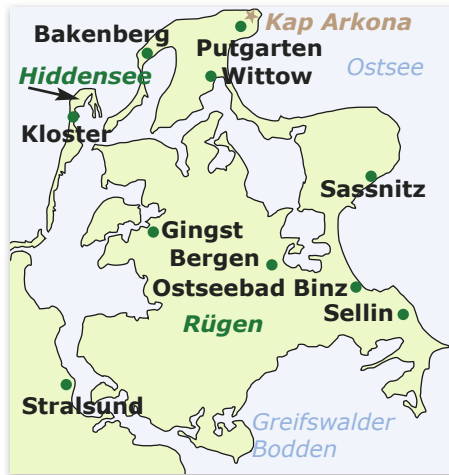 Kap Arkona
Bakenberg
Putgarten
Ostsee
Hiddensee
Wittow
Kloster
Sassnitz
Gingst
Bergen
Ostseebad Binz
Sellin
Rügen
Stralsund
Greifswalder
Bodden